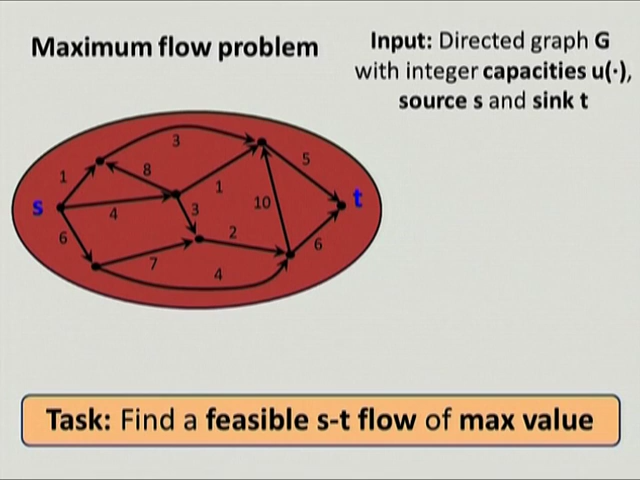 Maximum flow problem
Input: Directed graph G
with integer capacities u(·),
source s and sink t
3
1
8
5
1
s
4
3
10
t
6
2
6
7
4
Task: Find a feasible s-t flow of max value